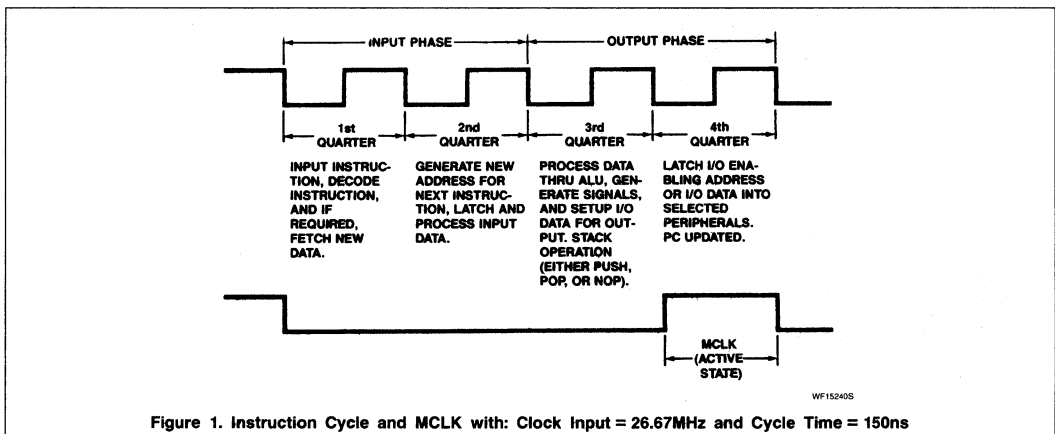 INPUT PHASE
OUTPUT PHASE
1st
QUARTER
2nd
QUARTER
3rd
QUARTER
4th
QUARTER
INPUT INSTRUC-
TION, DECODE
INSTRUCTION,
AND IF
REQUIRED,
FETCH NEW
DATA.
GENERATE NEW
ADDRESS FOR
NEXT INSTRUC-
TION, LATCH AND
PROCESS INPUT
DATA.
PROCESS DATA
THRU ALU, GEN-
ERATE SIGNALS,
AND SETUP I/O
DATA FOR OUT-
PUT. STACK
OPERATION
(EITHER PUSH,
POP, OR NOP).
LATCH I/O ENA-
BLING ADDRESS
OR I/O DATA INTO
SELECTED
PERIPHERALS.
PC UPDATED.
MCLK
(ACTIVE
STATE)
WF15240S
Figure 1. Instruction Cycle and MCLK with: Clock Input = 26.67MHz and Cycle Time = 150ns